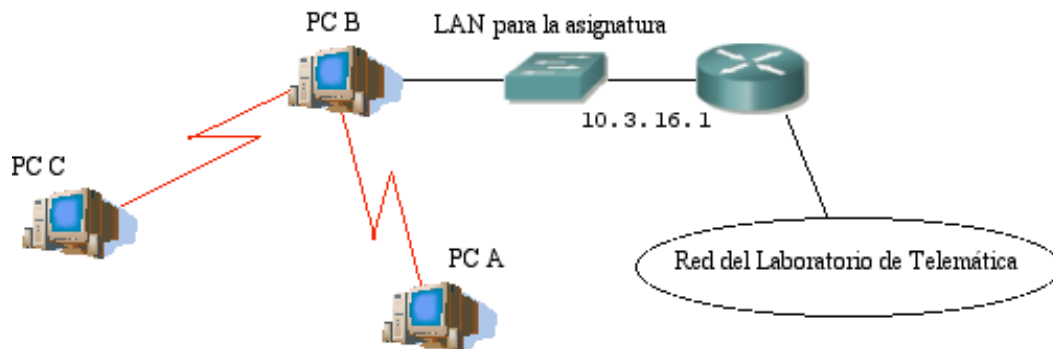 PC B
LAN para la asignatura
10.3.16.1
PC C
PC A
Red del Laboratorio de Telemática